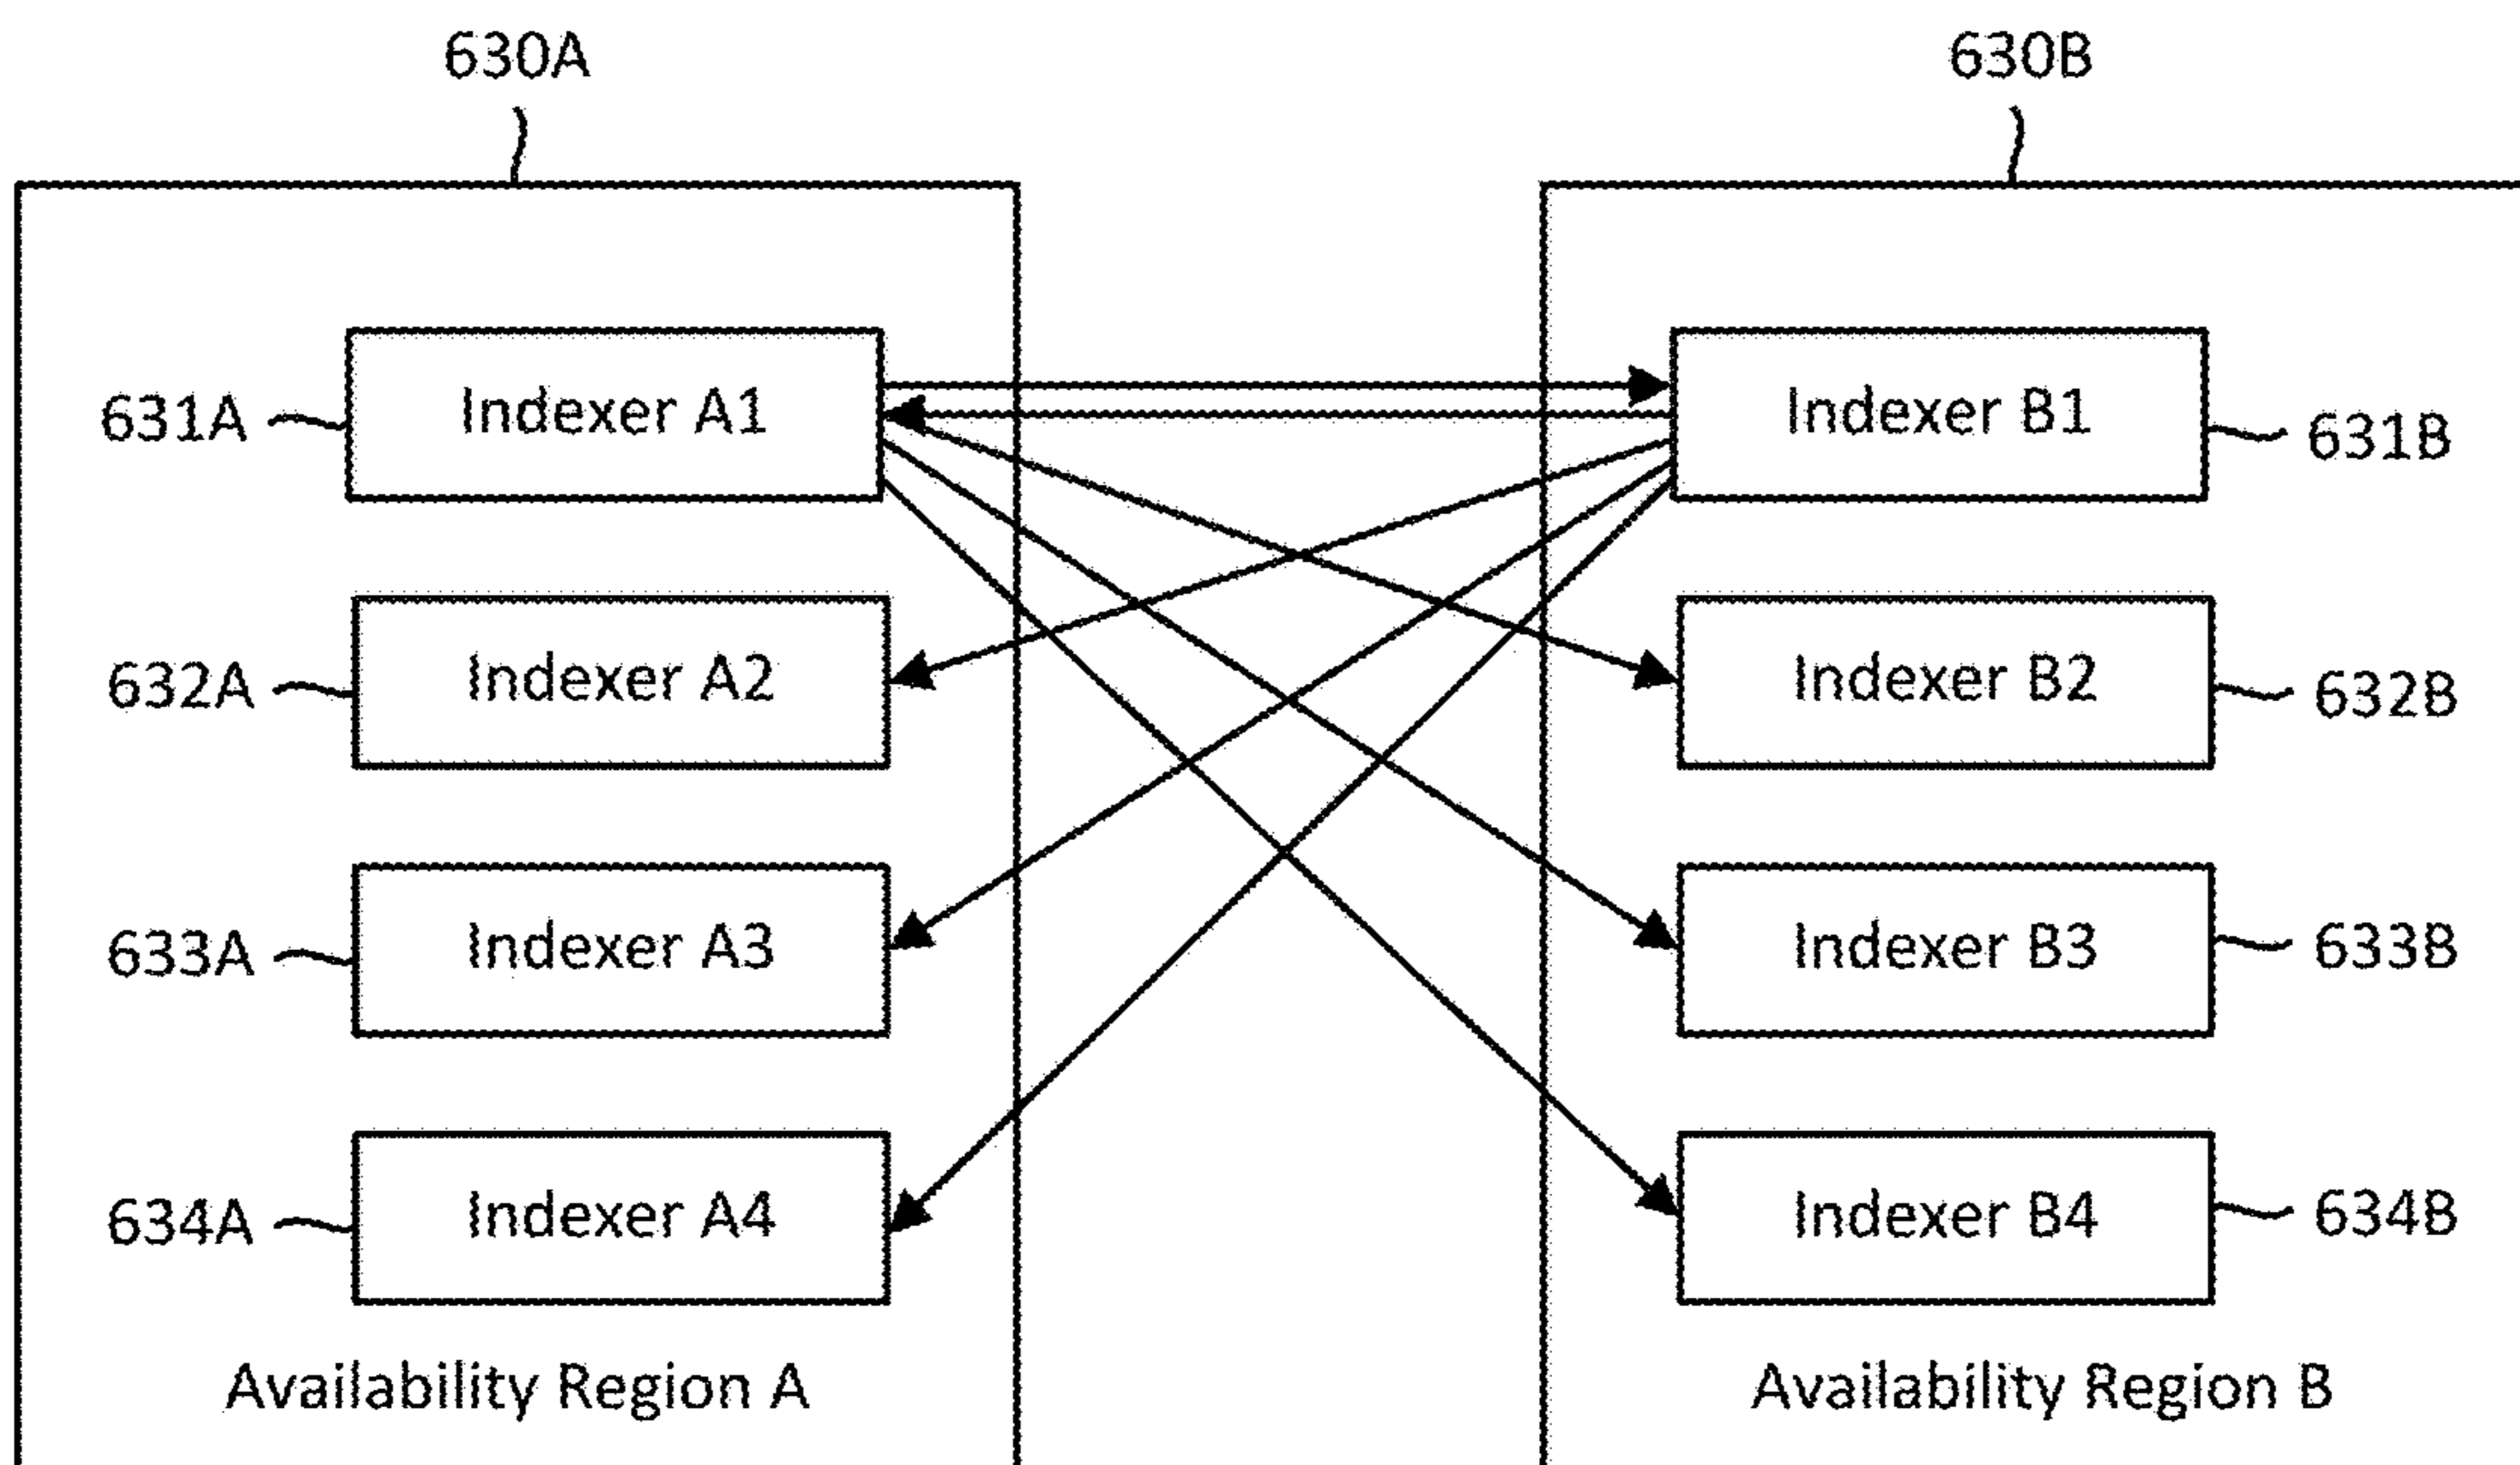 630A 630B
631A Indexer A1 Indexer B1 631B
632A Indexer A2 Indexer B2 632B
633A Indexer A3 Indexer B3 633B
634A Indexer A4 Indexer B4 634B
Availability Region A Availability Region B